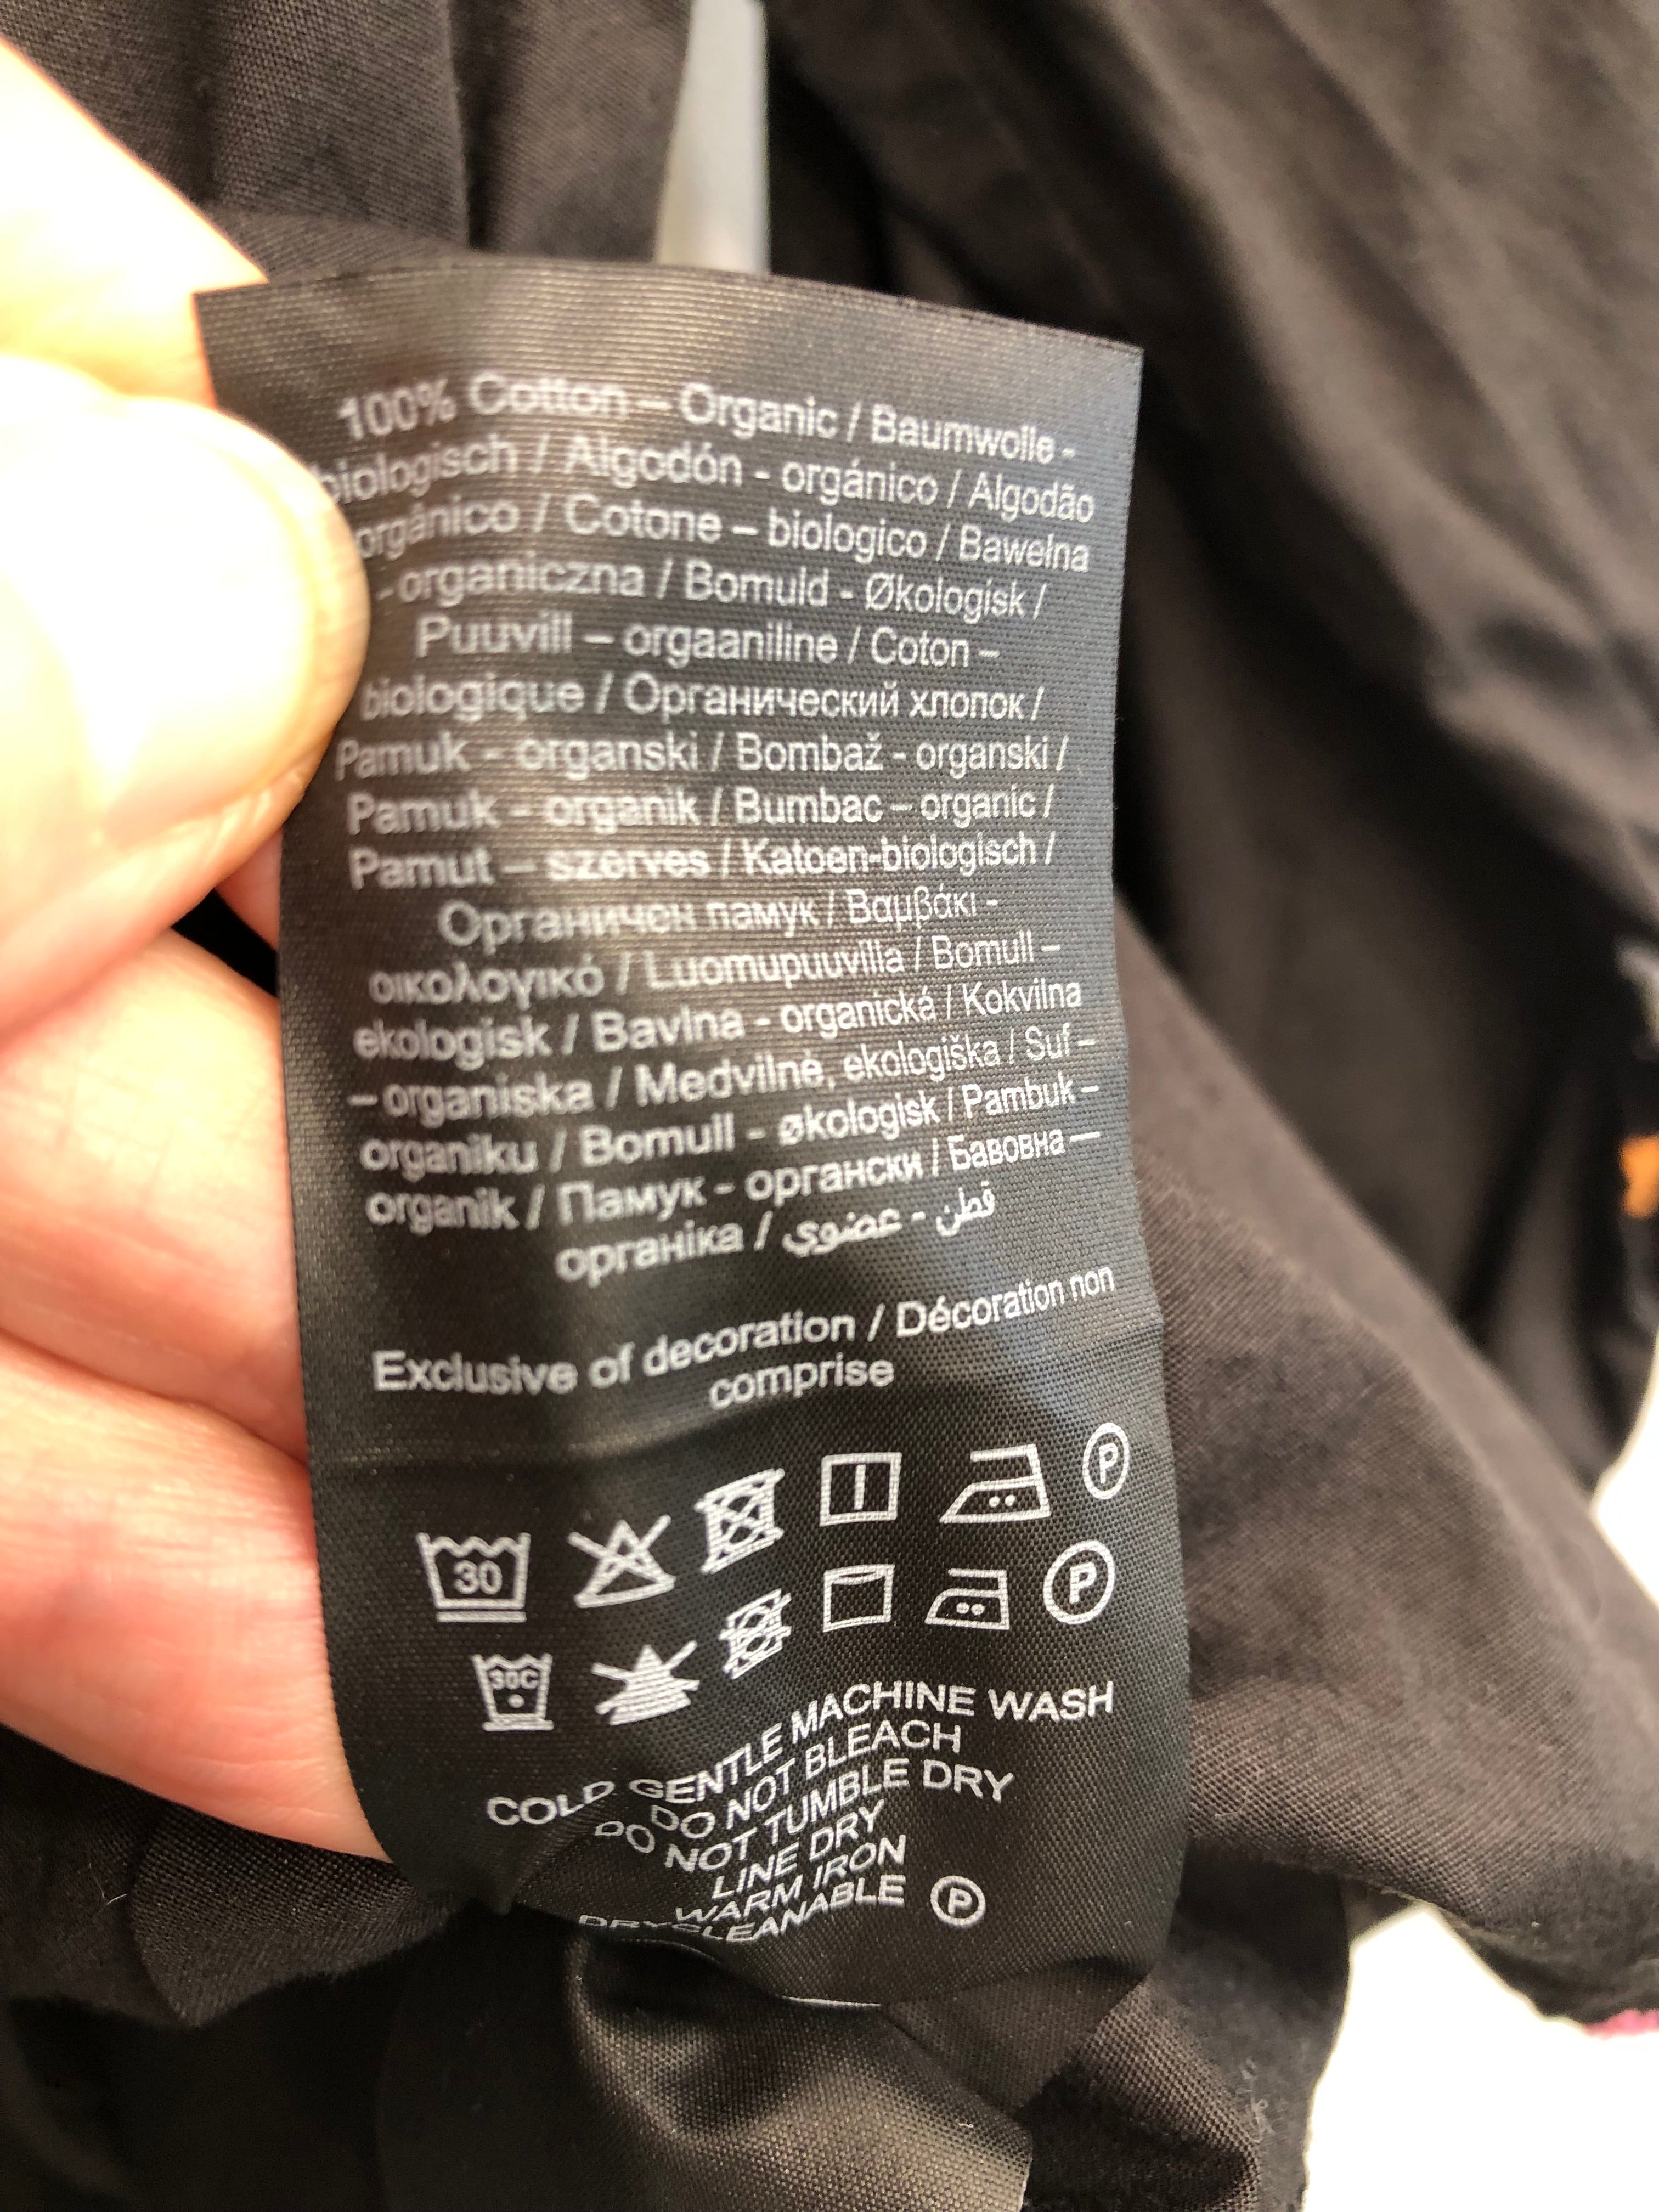 100% Cotton – Organic / Baumwolle -
biologisch / Algodón - orgánico / Algodão
orgânico / Cotone – biologico / Bawełna
- organiczna / Bomuld - Økologisk /
Puuvill – orgaaniline / Coton –
biologique / Органический хлопок /
Pamuk - organski / Bombaž - organski /
Pamuk – organik / Bumbac – organic /
Pamut – szerves / Katoen-biologisch /
Органичен памук / Βαμβάκι -
οικολογικό / Luomupuuvilla / Bomull –
ekologisk / Bavlna - organická / Kokvilna
– organiska / Medvilnė, ekologiška / Suf –
organiku / Bomull - økologisk / Pambuk –
organik / Памук - органски / Бавовна —
органіка / قطن - عضوي
Exclusive of decoration / Décoration non
comprise
30 P
30C P
COLD GENTLE MACHINE WASH
DO NOT BLEACH
DO NOT TUMBLE DRY
LINE DRY
WARM IRON
DRYCLEANABLE P